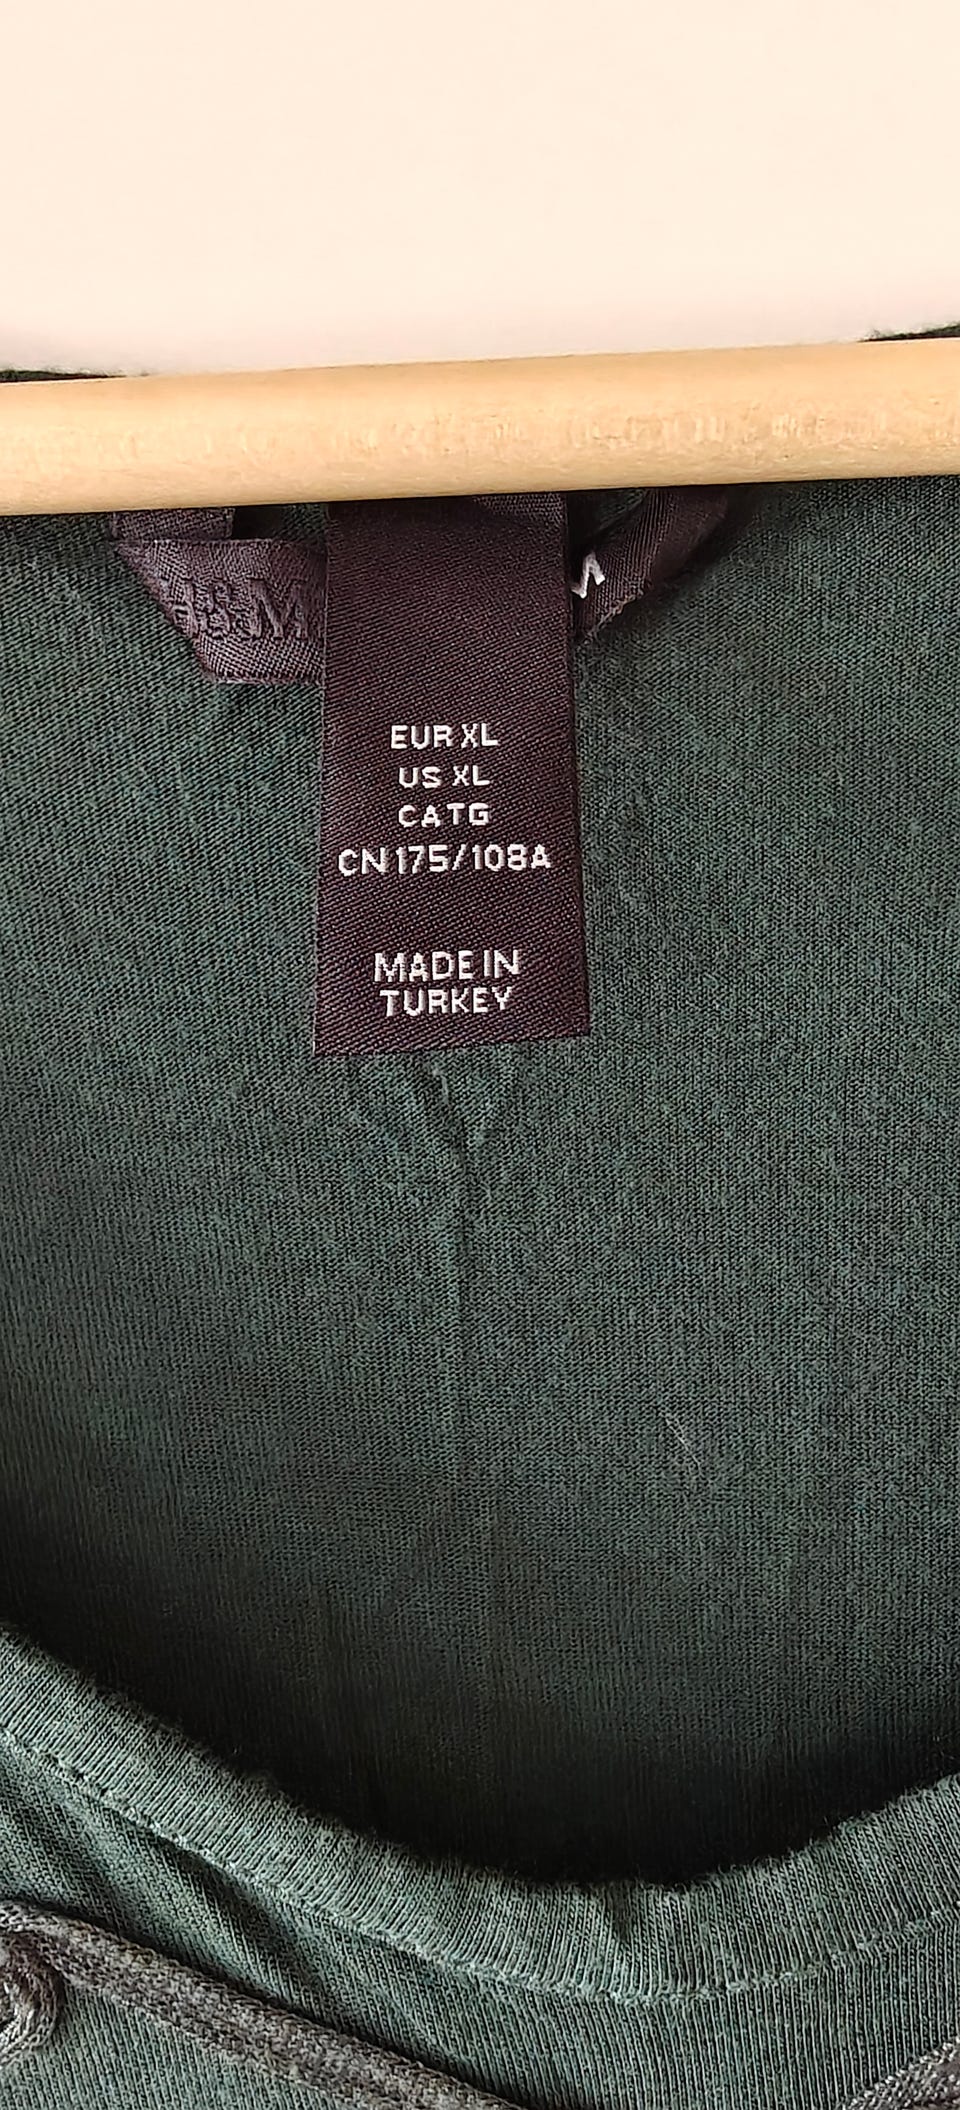 EUR XL
US XL
CA TG
CN 175/108A
MADE IN
TURKEY